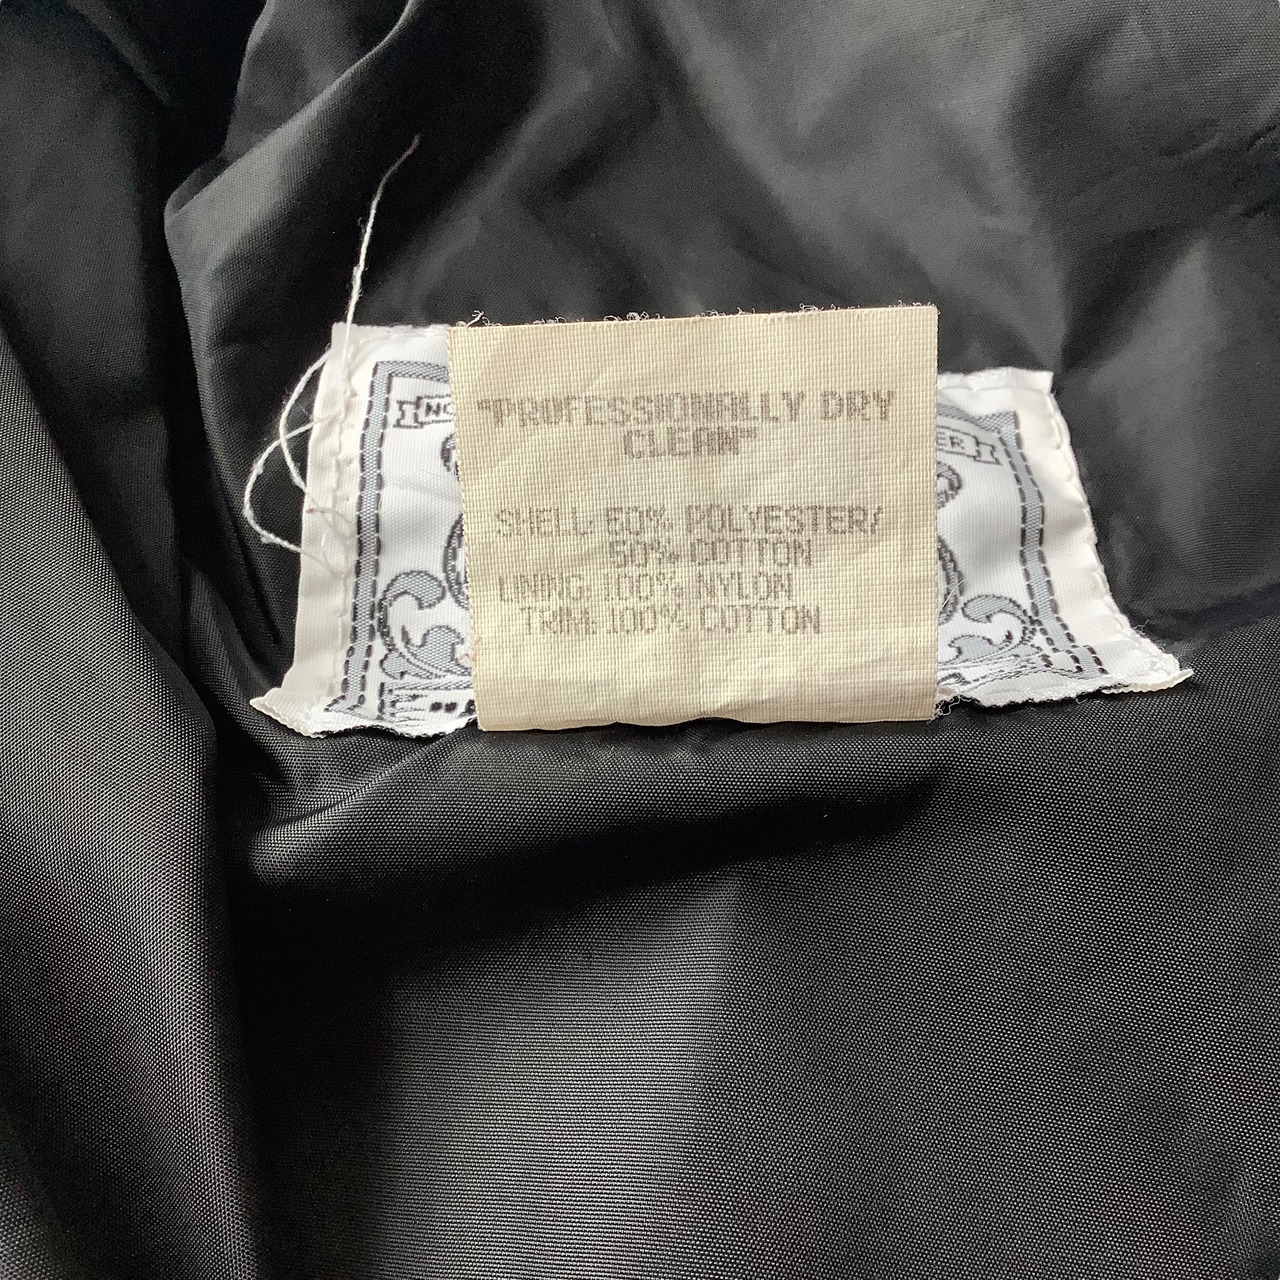 "PROFESSIONALLY DRY
CLEAN"
SHELL: 50% POLYESTER/
50% COTTON
LINING: 100% NYLON
TRIM: 100% COTTON